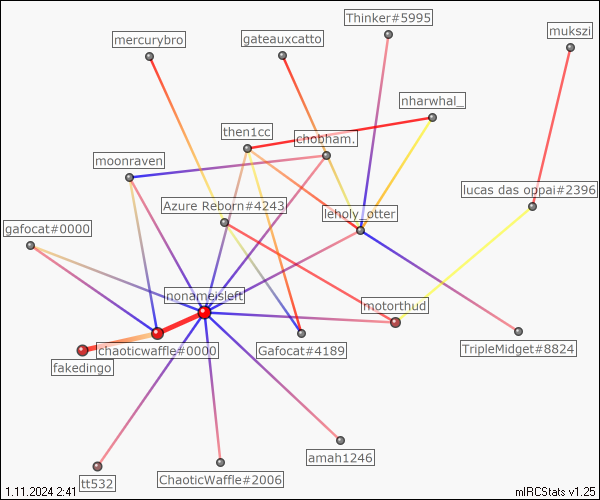 Thinker#5995
mukszi
mercurybro
gateauxcatto
nharwhal_
then1cc
chobham.
moonraven
lucas das oppai#2396
Azure Reborn#4243
leholy_otter
gafocat#0000
nonameisleft
motorthud
chaoticwaffle#0000
Gafocat#4189
TripleMidget#8824
fakedingo
amah1246
tt532
ChaoticWaffle#2006
1.11.2024 2:41
mIRCStats v1.25